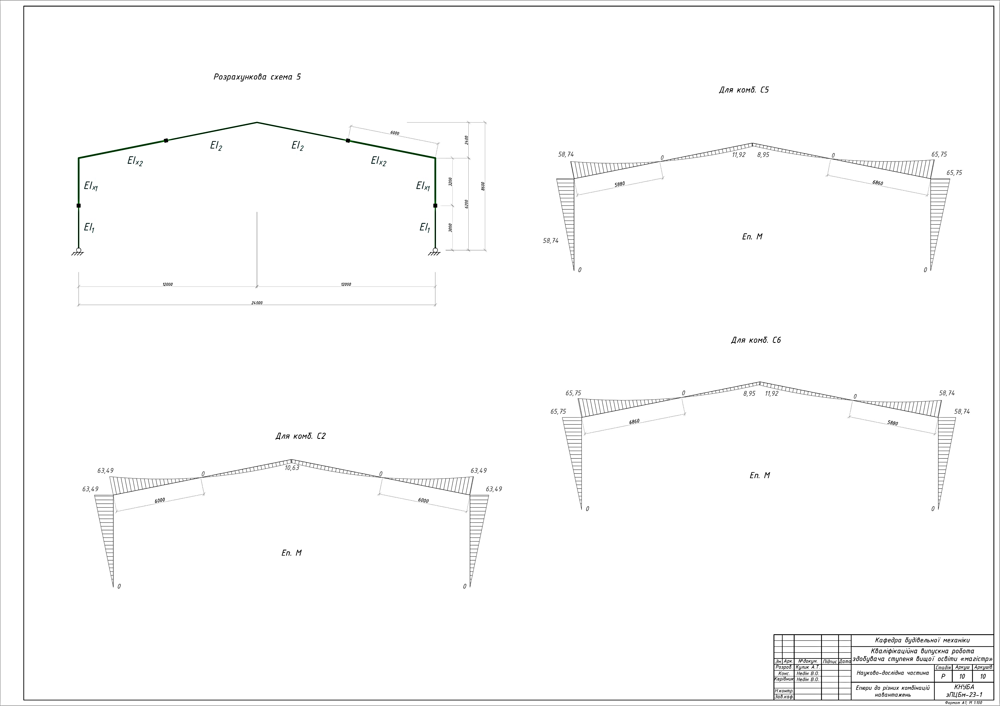 Розрахункова схема 5
6000
2400
EI2
EI2
EIx2
EIx2
EIx1
EIx1
3200
8600
6200
EI1
EI1
3000
12000
12000
24000
Для комб. С5
58,74
0
11,92
8,95
0
65,75
65,75
5880
6860
58,74
Еп. М
0
0
Для комб. С6
65,75
0
8,95
11,92
0
58,74
65,75
58,74
6860
5880
Еп. М
0
0
Для комб. С2
63,49
0
10,63
0
63,49
63,49
63,49
6000
6000
Еп. М
0
0
Кафедра будівельної механіки
Кваліфікаційна випускна робота
здобувача ступеня вищої освіти «магістр»
Зм. Арк. №докум. Підпис Дата
Розроб. Кулик А.Т.
Конс. Недін В.О.
Керівник Недін В.О.
Н.контр.
Зав.каф.
Науково-дослідна частина
Стадія Аркуш Аркушів
Р 10 10
Епюри до різних комбінацій
навантажень
КНУБА
зПЦБм-23-1
Формат А1; М 1:100